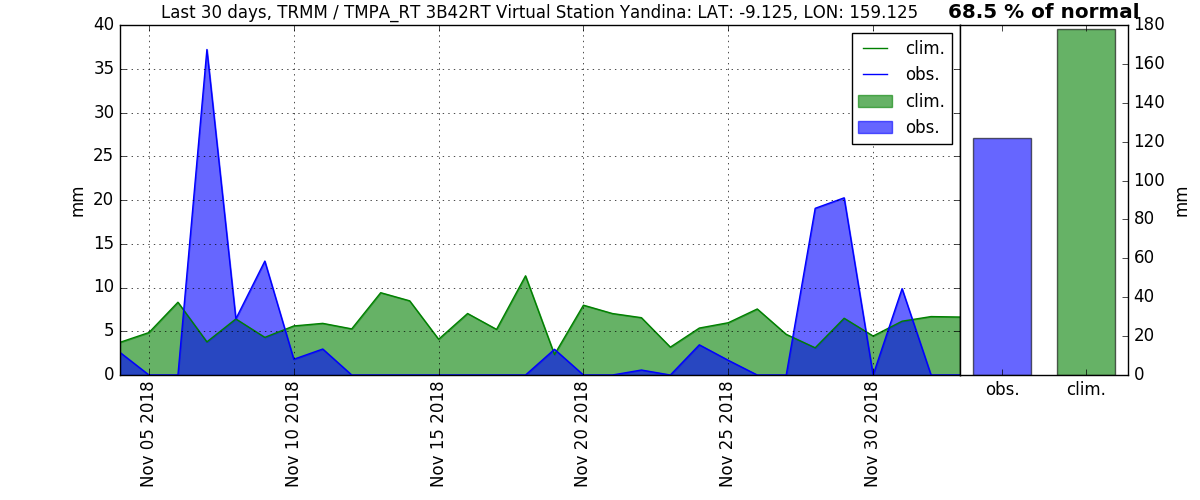 Last 30 days, TRMM / TMPA_RT 3B42RT Virtual Station Yandina: LAT: -9.125, LON: 159.125
68.5 % of normal
40
35
30
25
20
15
10
5
0
mm
clim.
obs.
clim.
obs.
180
160
140
120
100
80
60
40
20
0
mm
Nov 05 2018
Nov 10 2018
Nov 15 2018
Nov 20 2018
Nov 25 2018
Nov 30 2018
obs.
clim.